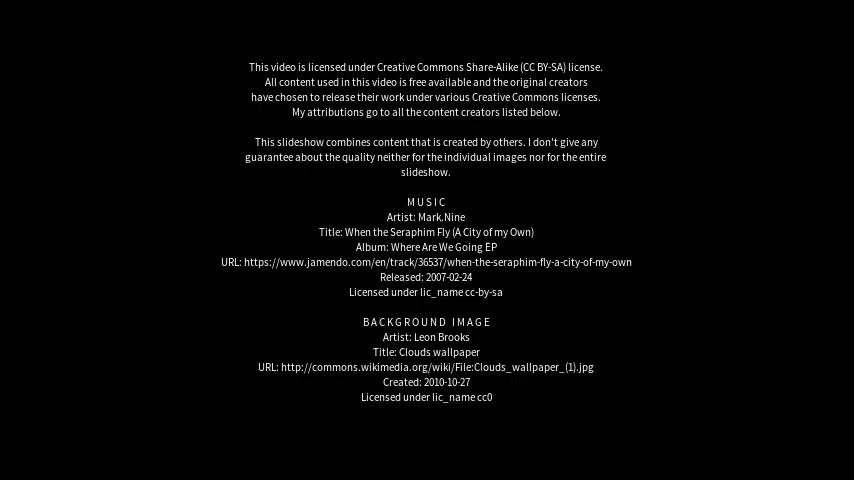 This video is licensed under Creative Commons Share-Alike (CC BY-SA) license.
All content used in this video is free available and the original creators
have chosen to release their work under various Creative Commons licenses.
My attributions go to all the content creators listed below.
This slideshow combines content that is created by others. I don't give any
guarantee about the quality neither for the individual images nor for the entire
slideshow.
MUSIC
Artist: Mark.Nine
Title: When the Seraphim Fly (A City of my Own)
Album: Where Are We Going EP
URL: https://www.jamendo.com/en/track/36537/when-the-seraphim-fly-a-city-of-my-own
Released: 2007-02-24
Licensed under lic_name cc-by-sa
BACKGROUND IMAGE
Artist: Leon Brooks
Title: Clouds wallpaper
URL: http://commons.wikimedia.org/wiki/File:Clouds_wallpaper_(1).jpg
Created: 2010-10-27
Licensed under lic_name cc0